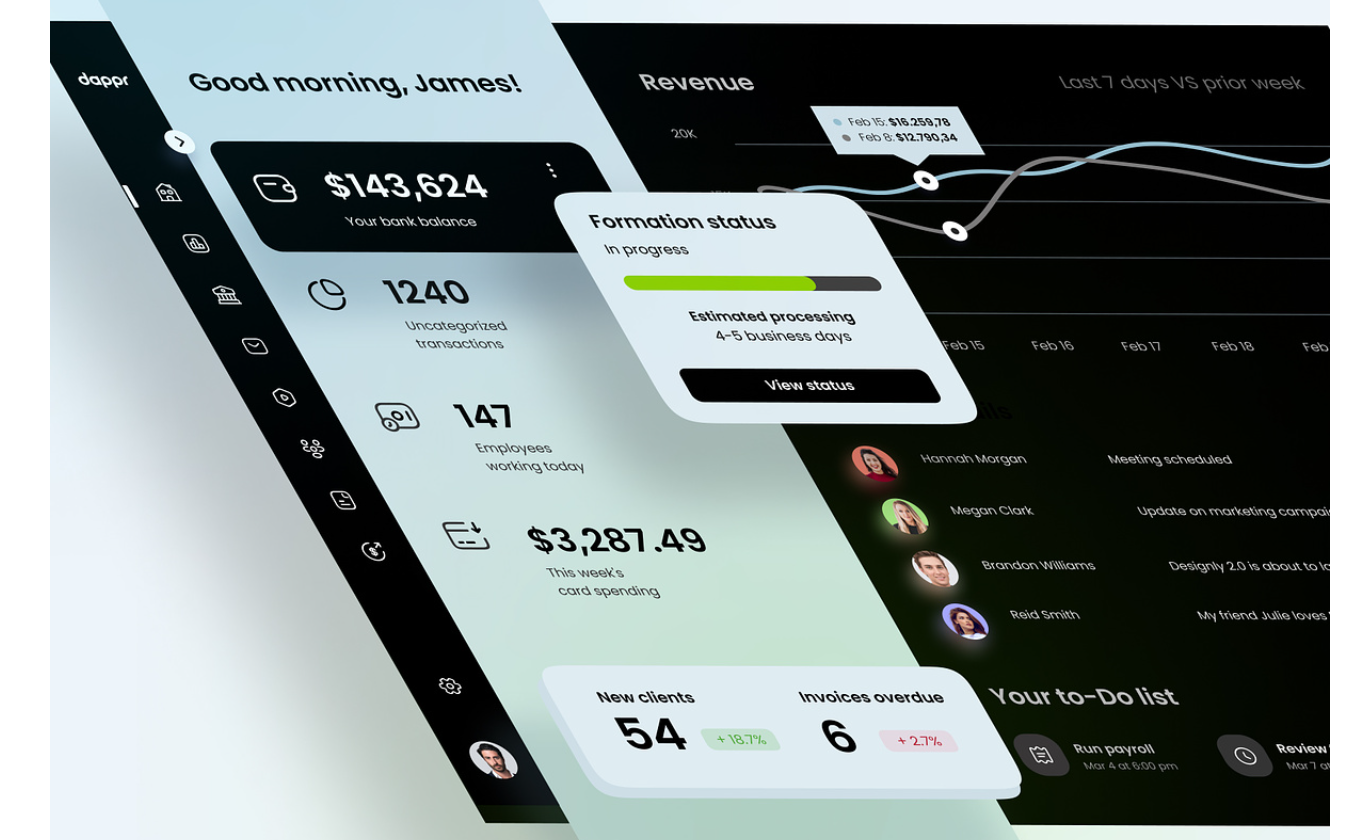 dappr
Good morning, James!
$143,624
Your bank balance
1240
Uncategorized
transactions
147
Employees
working today
$3,287.49
This week's
card spending
New clients
54
+ 18.7%
Invoices overdue
6
+ 2.7%
Formation status
In progress
Estimated processing
4-5 business days
View status
Revenue
Last 7 days VS prior week
Feb 15: $16.259,78
Feb 8: $12.790,34
20K
Feb 15
Feb 16
Feb 17
Feb 18
Feb
Hannah Morgan
Meeting scheduled
Megan Clark
Update on marketing
Brandon Williams
Designly 2.0 is about to
Reid Smith
My friend Julie loves
Your to-Do list
Run payroll
Mar 4 at 6:00 pm
Review
Mar 7 at